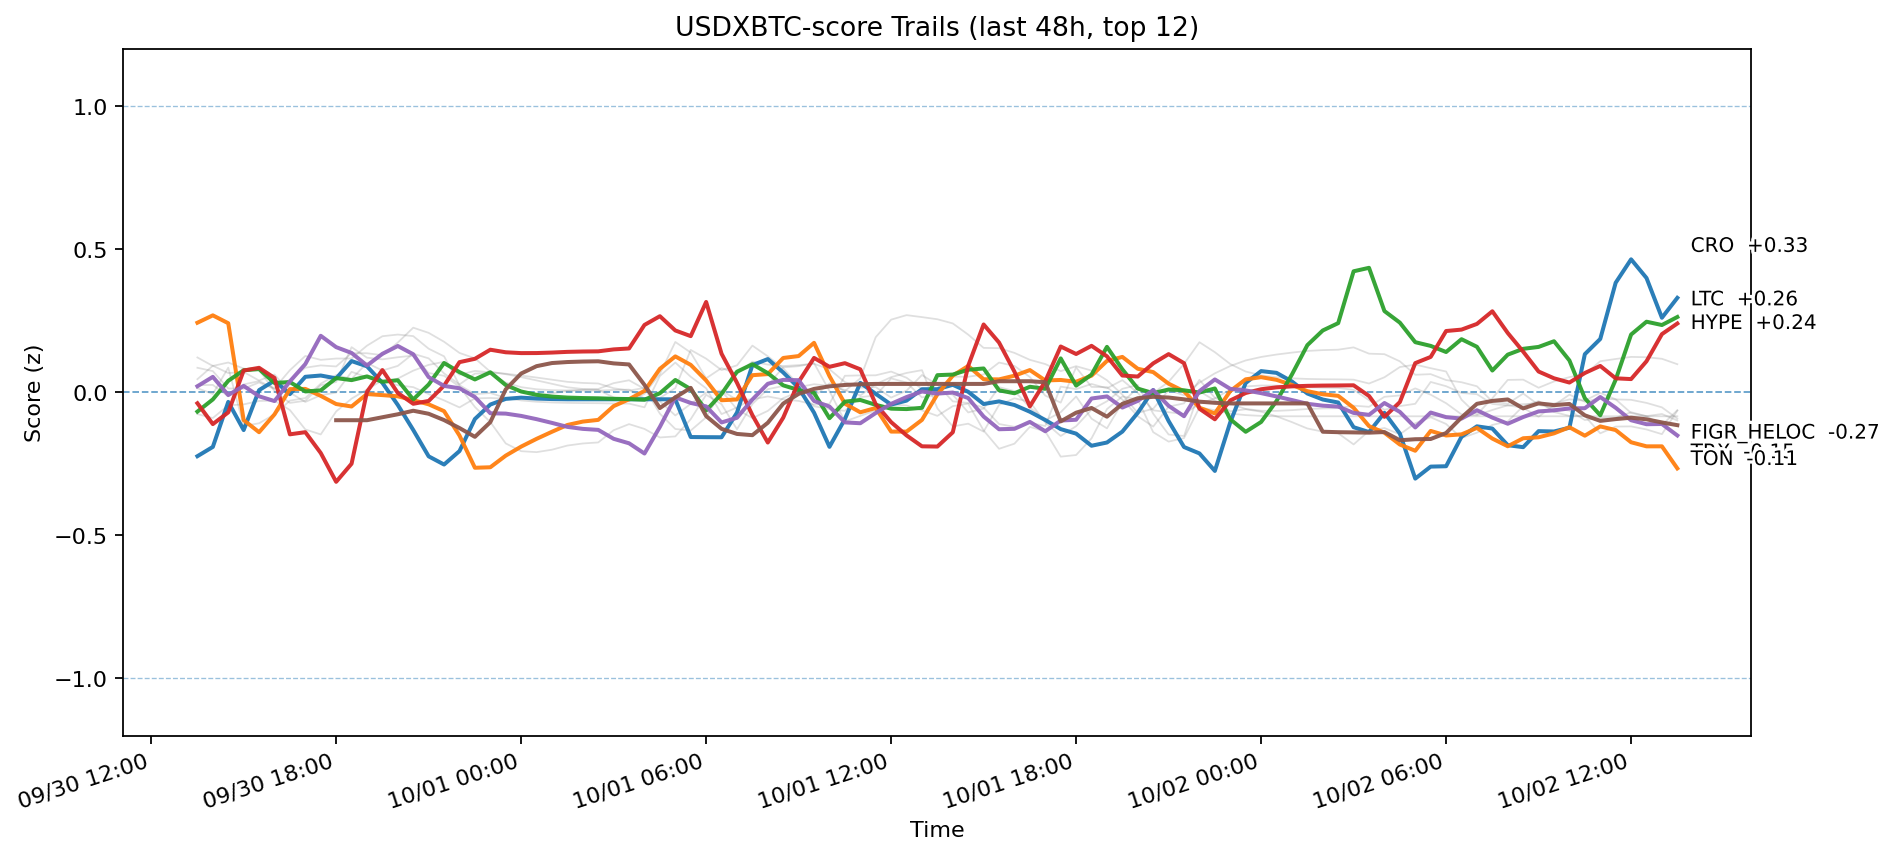 USDXBTC-score Trails (last 48h, top 12)
Score (z)
1.0
0.5
0.0
−0.5
−1.0
CRO +0.33
LTC +0.26
HYPE +0.24
FIGR_HELOC -0.27
TRX -0.15
TON -0.11
09/30 12:00
09/30 18:00
10/01 00:00
10/01 06:00
10/01 12:00
10/01 18:00
10/02 00:00
10/02 06:00
10/02 12:00
Time